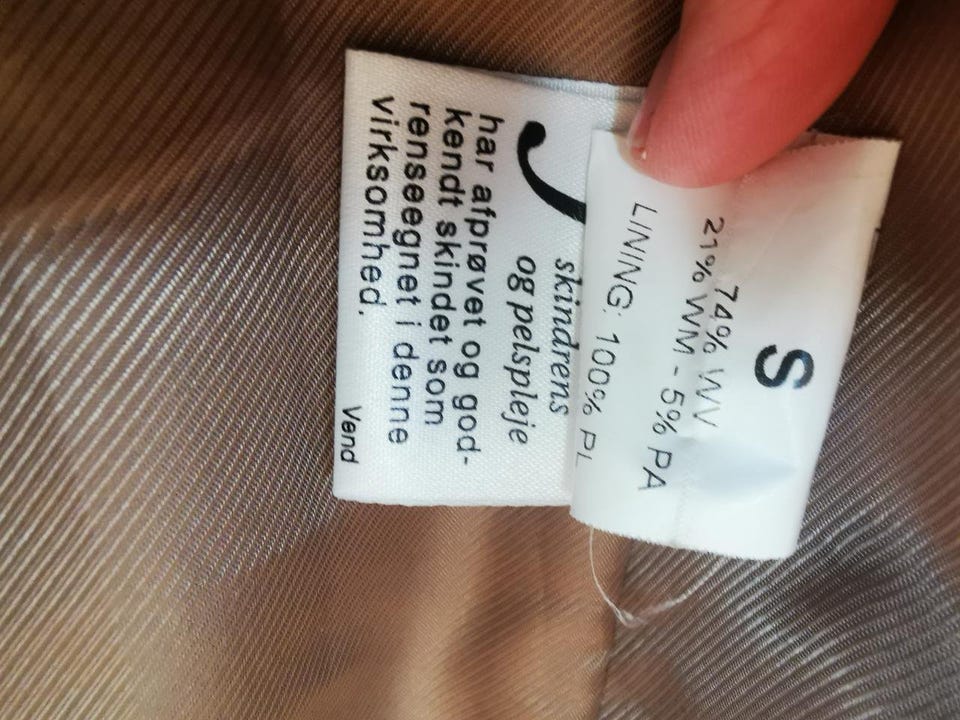 S
74% WV
21% WM - 5% PA
LINING: 100% PL
skindrens
og pelspleje
har afprøvet og god-
kendt skindet som
renseegnet i denne
virksomhed.
Vend